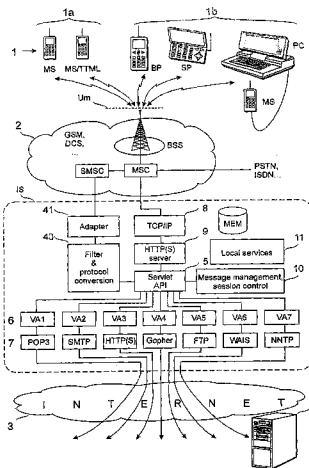 1a
1b
1
MS
MS/TTML
BP
SP
PC
MS
Um
2
GSM,
DCS,
...
BSS
SMSC
MSC
PSTN,
ISDN...
IS
41
Adapter
TCP/IP
8
MEM
43
Filter
&
protocol
conversion
HTTP(S)
server
9
Local services
11
5
Servlet
API
Message management,
session control
10
6
VA1
VA2
VA3
VA4
VA5
VA6
VA7
7
POP3
SMTP
HTTP(S)
Gopher
FTP
WAIS
NNTP
INTERNET
3